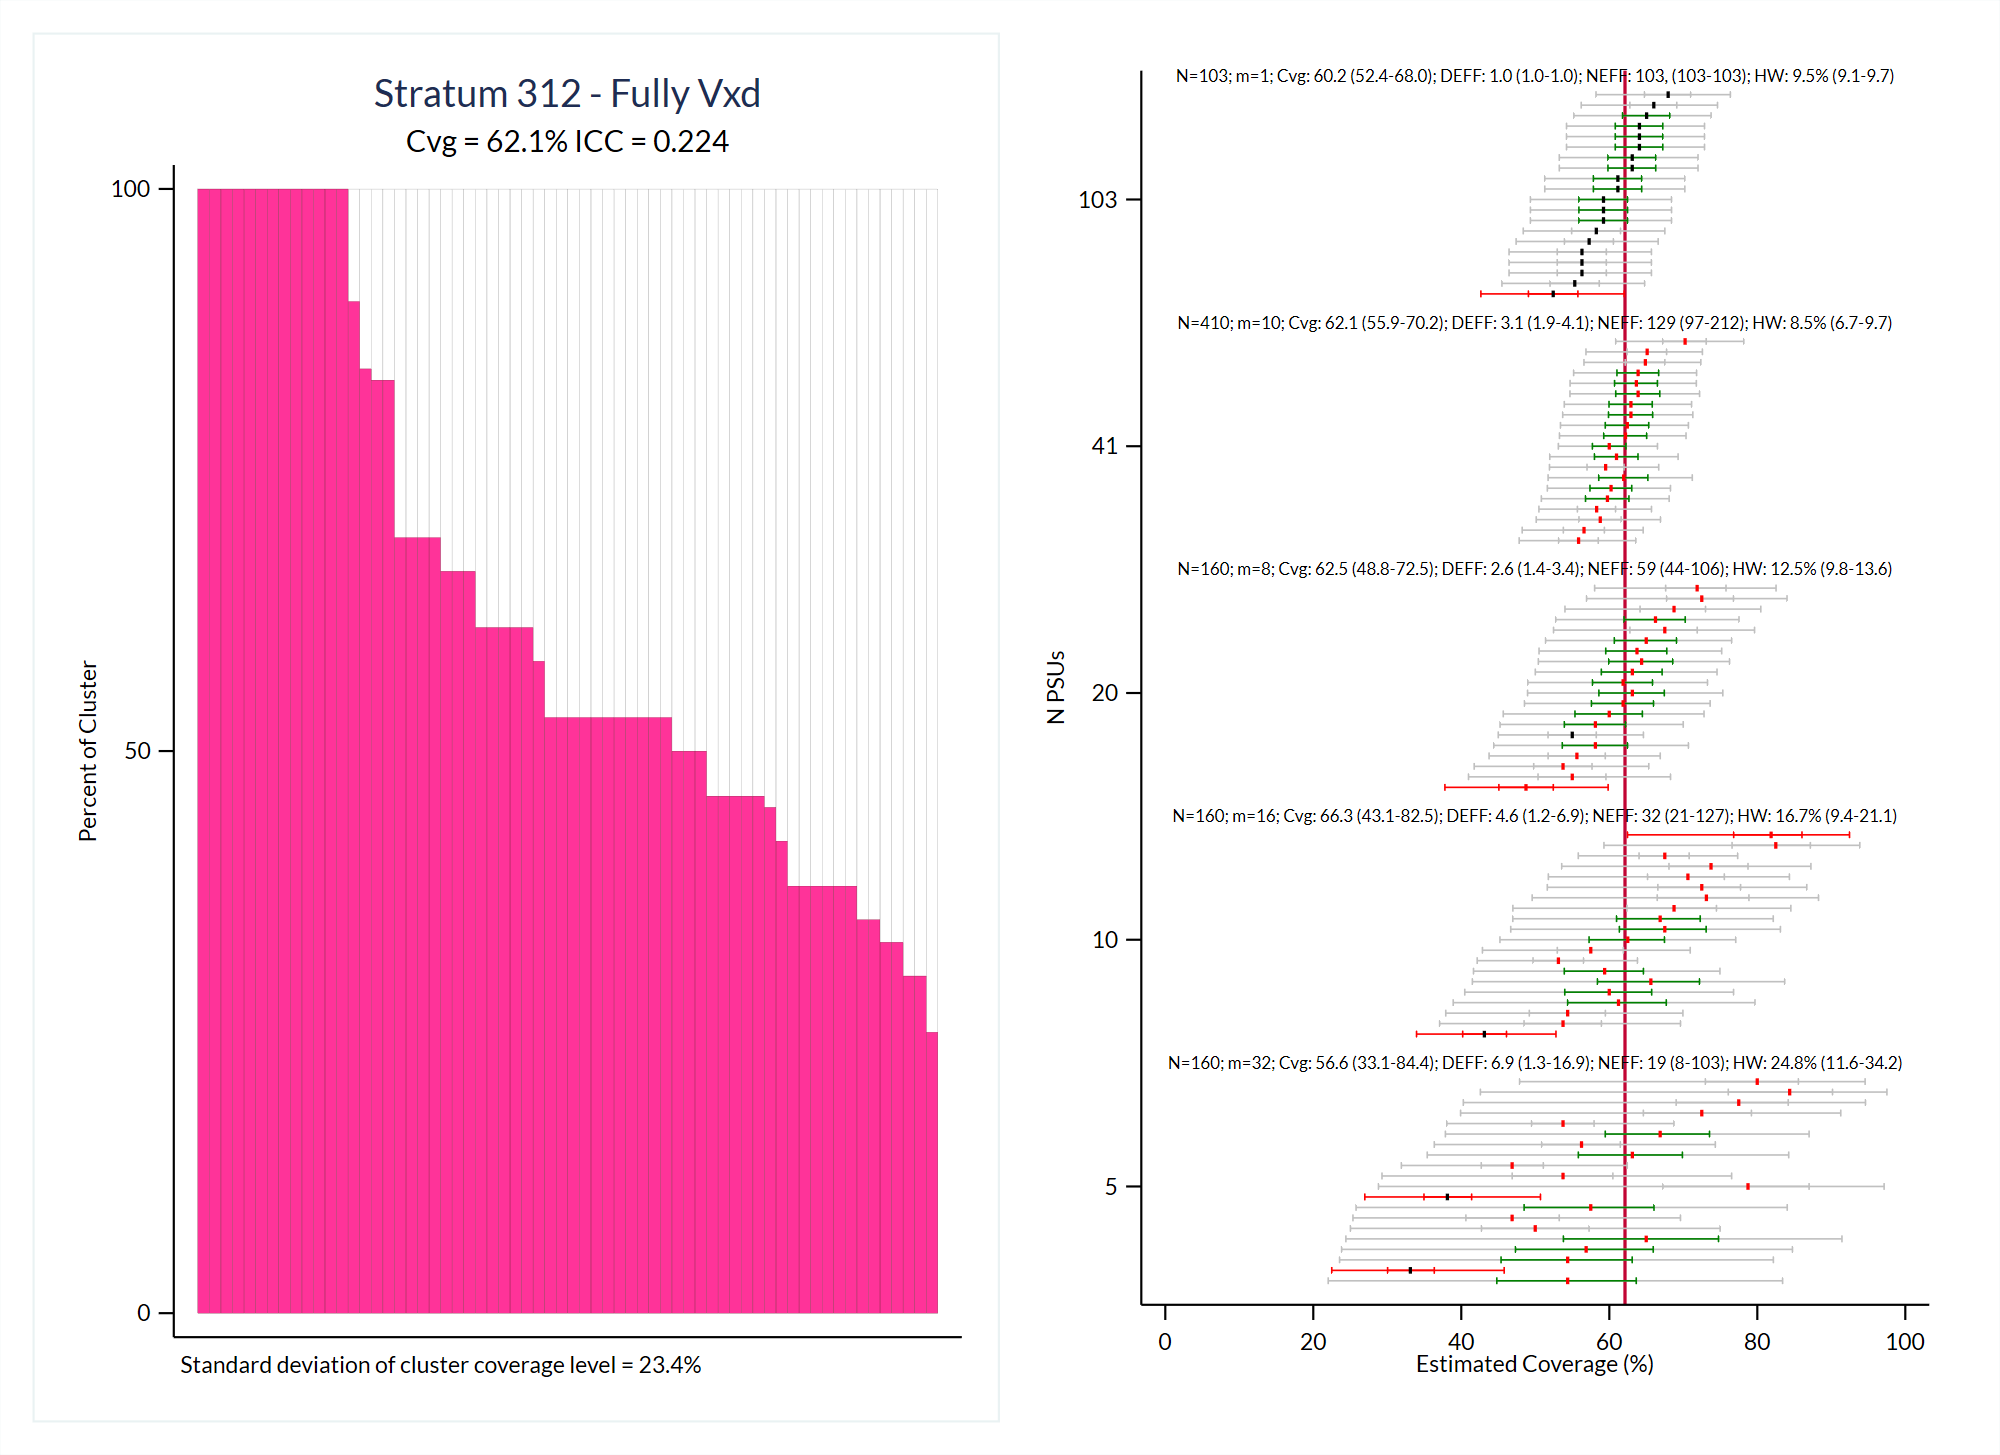 Stratum 312 - Fully Vxd
Cvg = 62.1% ICC = 0.224
100
50
0
Percent of Cluster
Standard deviation of cluster coverage level = 23.4%
N=103; m=1; Cvg: 60.2 (52.4-68.0); DEFF: 1.0 (1.0-1.0); NEFF: 103, (103-103); HW: 9.5% (9.1-9.7)
103
N=410; m=10; Cvg: 62.1 (55.9-70.2); DEFF: 3.1 (1.9-4.1); NEFF: 129 (97-212); HW: 8.5% (6.7-9.7)
41
N=160; m=8; Cvg: 62.5 (48.8-72.5); DEFF: 2.6 (1.4-3.4); NEFF: 59 (44-106); HW: 12.5% (9.8-13.6)
20
N PSUs
N=160; m=16; Cvg: 66.3 (43.1-82.5); DEFF: 4.6 (1.2-6.9); NEFF: 32 (21-127); HW: 16.7% (9.4-21.1)
10
N=160; m=32; Cvg: 56.6 (33.1-84.4); DEFF: 6.9 (1.3-16.9); NEFF: 19 (8-103); HW: 24.8% (11.6-34.2)
5
0 20 40 60 80 100
Estimated Coverage (%)